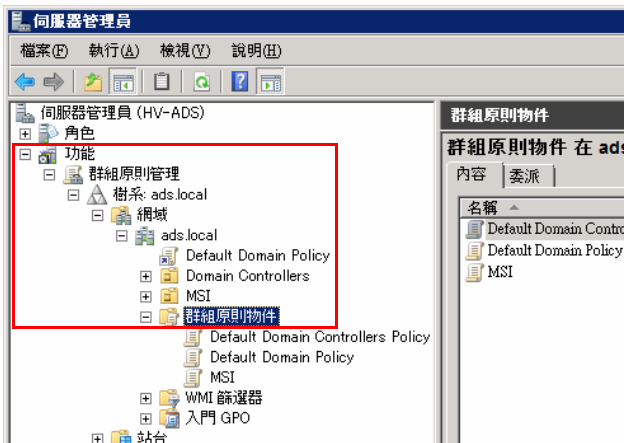 伺服器管理員
檔案(F) 執行(A) 檢視(V) 說明(H)
伺服器管理員 (HV-ADS)
角色
功能
群組原則管理
樹系: ads.local
網域
ads.local
Default Domain Policy
Domain Controllers
MSI
群組原則物件
Default Domain Controllers Policy
Default Domain Policy
MSI
WMI 篩選器
入門 GPO
站台
群組原則物件
群組原則物件 在 ads
內容 委派
名稱
Default Domain Contro
Default Domain Policy
MSI